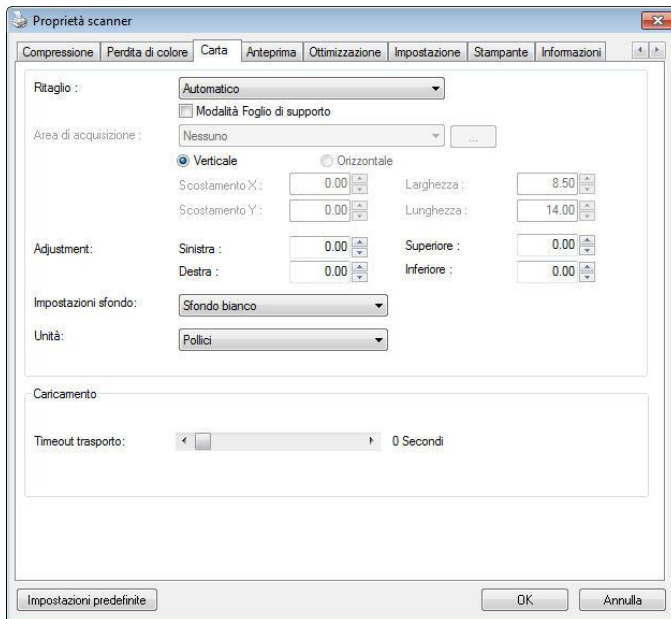 Proprietà scanner
Compressione Perdita di colore Carta Anteprima Ottimizzazione Impostazione Stampante Informazioni
Ritaglio : Automatico
Modalità Foglio di supporto
Area di acquisizione : Nessuno ...
Verticale Orizzontale
Scostamento X : 0.00 Larghezza : 8.50
Scostamento Y : 0.00 Lunghezza : 14.00
Adjustment: Sinistra : 0.00 Superiore : 0.00
Destra : 0.00 Inferiore : 0.00
Impostazioni sfondo: Sfondo bianco
Unità: Pollici
Caricamento
Timeout trasporto: 0 Secondi
Impostazioni predefinite OK Annulla